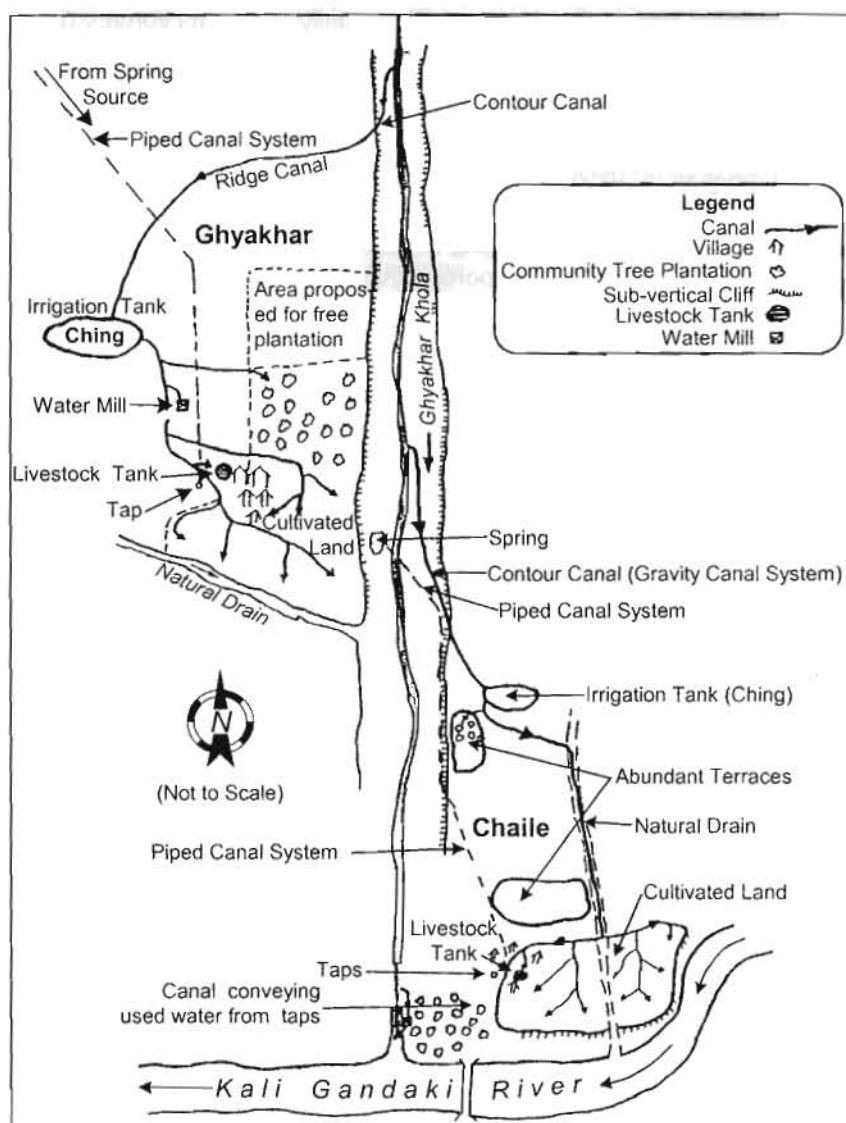 From Spring
Source
Piped Canal System
Ridge Canal
Contour Canal
Ghyakhar
Legend
Canal
Village
Community Tree Plantation
Sub-vertical Cliff
Livestock Tank
Water Mill
Irrigation Tank
Ching
Area propos-
ed for free
plantation
Ghyakhar Khola
Water Mill
Livestock Tank
Tap
Cultivated
Land
Natural Drain
Spring
Contour Canal (Gravity Canal System)
Piped Canal System
Irrigation Tank (Ching)
N
(Not to Scale)
Abundant Terraces
Chaile
Natural Drain
Piped Canal System
Cultivated Land
Livestock
Tank
Taps
Canal conveying
used water from taps
Kali Gandaki River